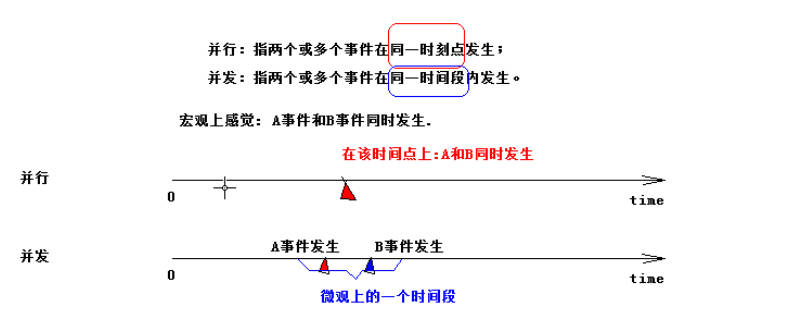 并行：指两个或多个事件在同一时刻点发生；
并发：指两个或多个事件在同一时间段内发生。
宏观上感觉：A事件和B事件同时发生.
在该时间点上:A和B同时发生
并行
0
time
A事件发生 B事件发生
并发
0
time
微观上的一个时间段